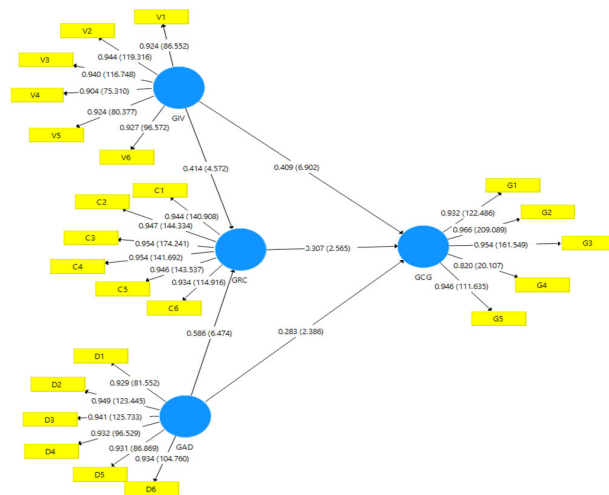 V1
V2
0.924 (86.552)
V3
0.944 (119.316)
0.940 (116.748)
V4
0.904 (75.310)
0.924 (80.377)
V5
0.927 (96.572)
GIV
V6
0.414 (4.572)
0.409 (6.902)
C1
C2
0.944 (140.908)
0.947 (144.334)
C3
0.954 (174.241)
C4
0.954 (141.692)
0.946 (143.537)
C5
0.934 (114.916)
GRC
C6
0.307 (2.565)
G1
0.932 (122.486)
G2
0.966 (209.089)
0.954 (161.549)
G3
0.820 (20.107)
GCG
0.946 (111.635)
G4
G5
0.586 (6.474)
0.283 (2.386)
D1
0.929 (81.552)
D2
0.949 (123.445)
D3
0.941 (125.733)
0.932 (96.529)
D4
0.931 (86.869)
GAD
0.934 (104.760)
D5
D6